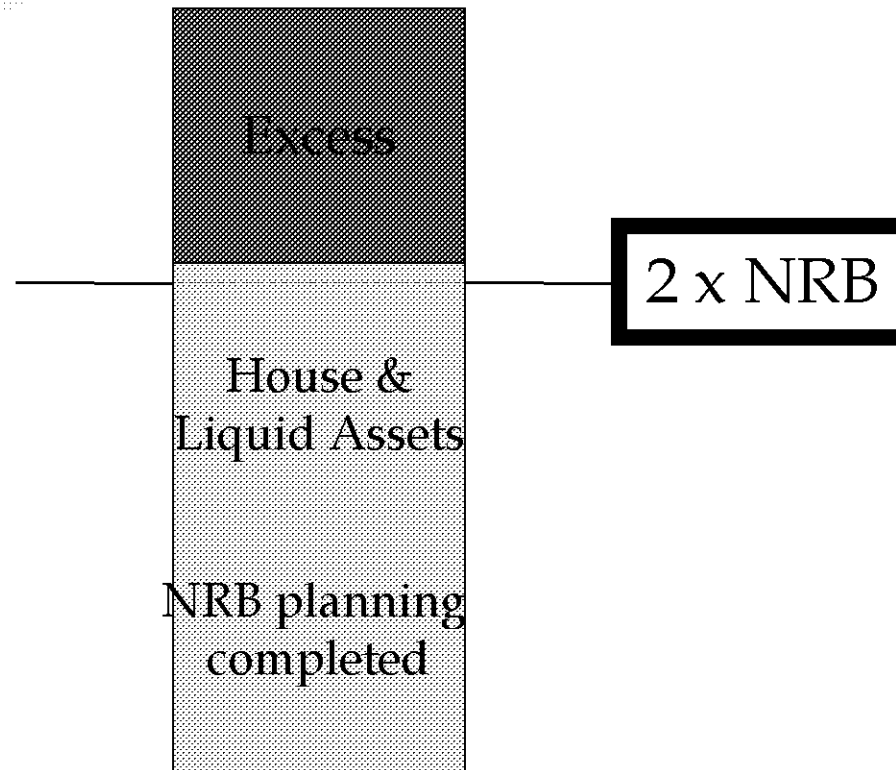 Excess
2 x NRB
House &
Liquid Assets
NRB planning
completed